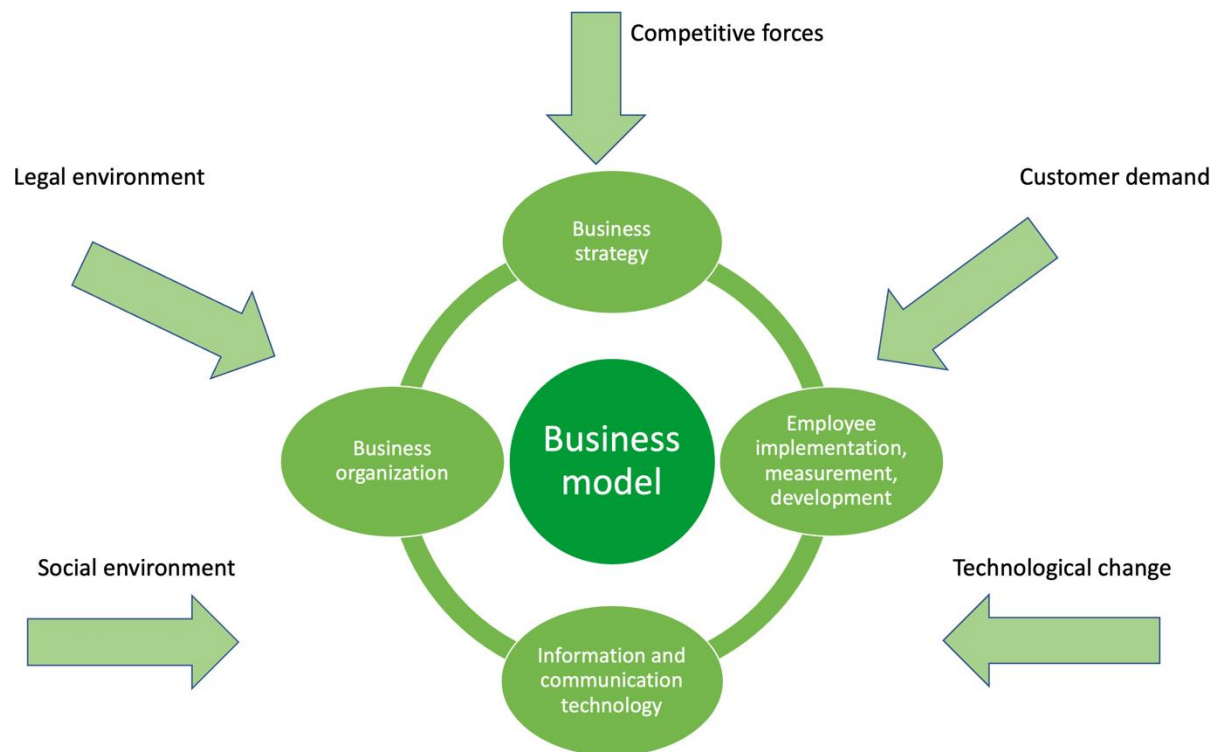 Competitive forces
Legal environment
Customer demand
Business
strategy
Business
organization
Business
model
Employee
implementation,
measurement,
development
Social environment
Technological change
Information and
communication
technology